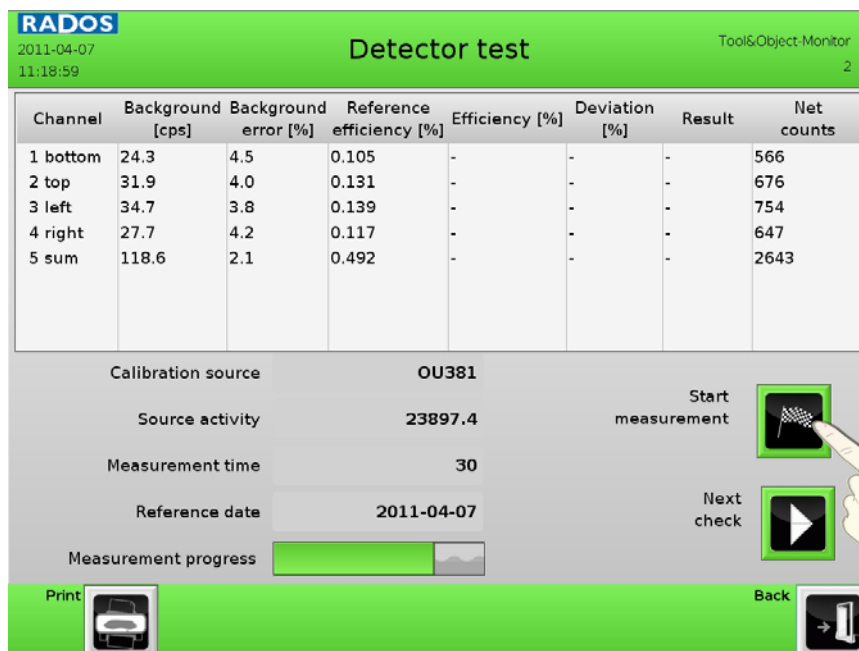 RADOS
2011-04-07
11:18:59
Detector test
Tool&Object-Monitor
2
Channel Background [cps] Background error [%] Reference efficiency [%] Efficiency [%] Deviation [%] Result Net counts
1 bottom 24.3 4.5 0.105 - - - 566
2 top 31.9 4.0 0.131 - - - 676
3 left 34.7 3.8 0.139 - - - 754
4 right 27.7 4.2 0.117 - - - 647
5 sum 118.6 2.1 0.492 - - - 2643
Calibration source OU381
Source activity 23897.4
Measurement time 30
Reference date 2011-04-07
Measurement progress
Start
measurement
Next
check
Print
Back